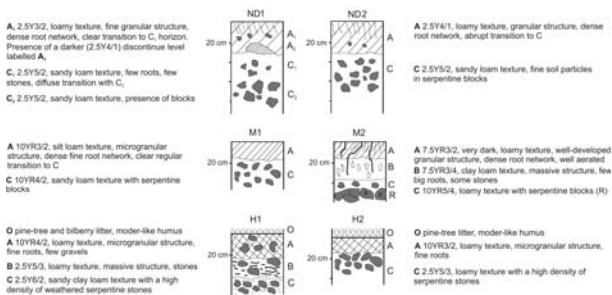 ND1
A₁ 2.5Y3/2, loamy texture, fine granular structure,
dense root network, clear transition to C₁ horizon.
Presence of a darker (2.5Y4/1) discontinue level
labelled A₂
C₁ 2.5Y5/2, sandy loam texture, few roots, few
stones, diffuse transition with C₂
C₂ 2.5Y5/2, sandy loam texture, presence of blocks
20 cm
A₁
A₂
C₁
C₂
ND2
20 cm
A
C
A 2.5Y4/1, loamy texture, granular structure,
dense root network, abrupt transition to C
C 2.5Y5/2, sandy loam texture, fine soil particles
in serpentine blocks
M1
A 10YR3/2, silt loam texture, microgranular
structure, dense fine root network, clear regular
transition to C
C 10YR4/2, sandy loam texture with serpentine
blocks
20 cm
A
C
M2
20 cm
A
B
C
R
A 7.5YR3/2, very dark, loamy texture, well-developed
granular structure, dense root network, well aerated
B 7.5YR3/4, clay loam texture, massive structure, few
big roots, some stones
C 10YR5/4, loamy texture with serpentine blocks (R)
H1
O pine-tree and bilberry litter, moder-like humus
A 10YR4/2, loamy texture, microgranular structure,
fine roots, few gravels
B 2.5Y5/3, loamy texture, massive structure, stones
C 2.5Y6/2, sandy clay loam texture with a high
density of weathered serpentine stones
20 cm
O
A
B
C
H2
20 cm
O
A
C
O pine-tree litter, moder-like humus
A 10YR3/2, loamy texture, microgranular structure,
fine roots
C 2.5Y5/3, loamy texture with a high density of
serpentine stones